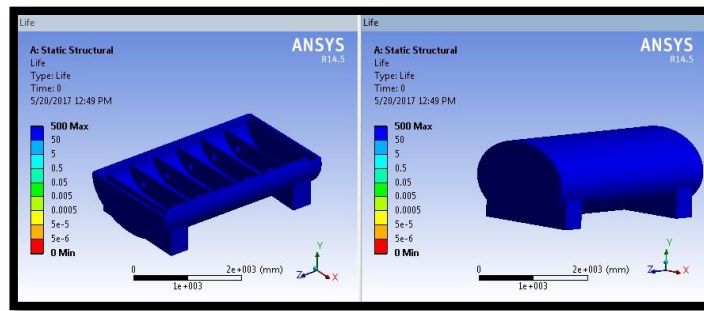 Life
A: Static Structural
Life
Type: Life
Time: 0
5/20/2017 12:49 PM
ANSYS
R14.5
500 Max
50
5
0.5
0.05
0.005
0.0005
5e-5
5e-6
0 Min
0
2e+003 (mm)
1e+003
Y
Z
X
Life
A: Static Structural
Life
Type: Life
Time: 0
5/20/2017 12:49 PM
ANSYS
R14.5
500 Max
50
5
0.5
0.05
0.005
0.0005
5e-5
5e-6
0 Min
0
2e+003 (mm)
1e+003
Y
Z
X